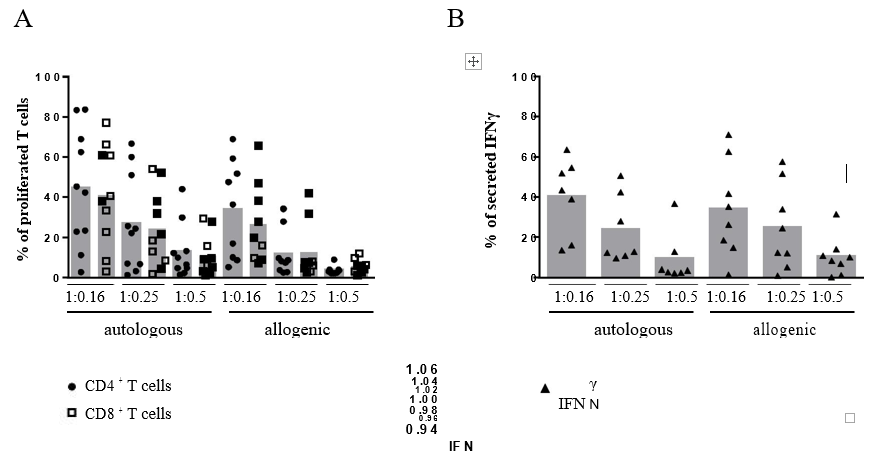 A
B
% of proliferated T cells
100
80
60
40
20
0
1:0.16 1:0.25 1:0.5 1:0.16 1:0.25 1:0.5
autologous allogenic
CD4 + T cells
CD8 + T cells
% of secreted IFNγ
100
80
60
40
20
0
1:0.16 1:0.25 1:0.5 1:0.16 1:0.25 1:0.5
autologous allogenic
γ
IFN N
1.06
1.04
1.02
1.00
0.98
0.96
0.94
IFN